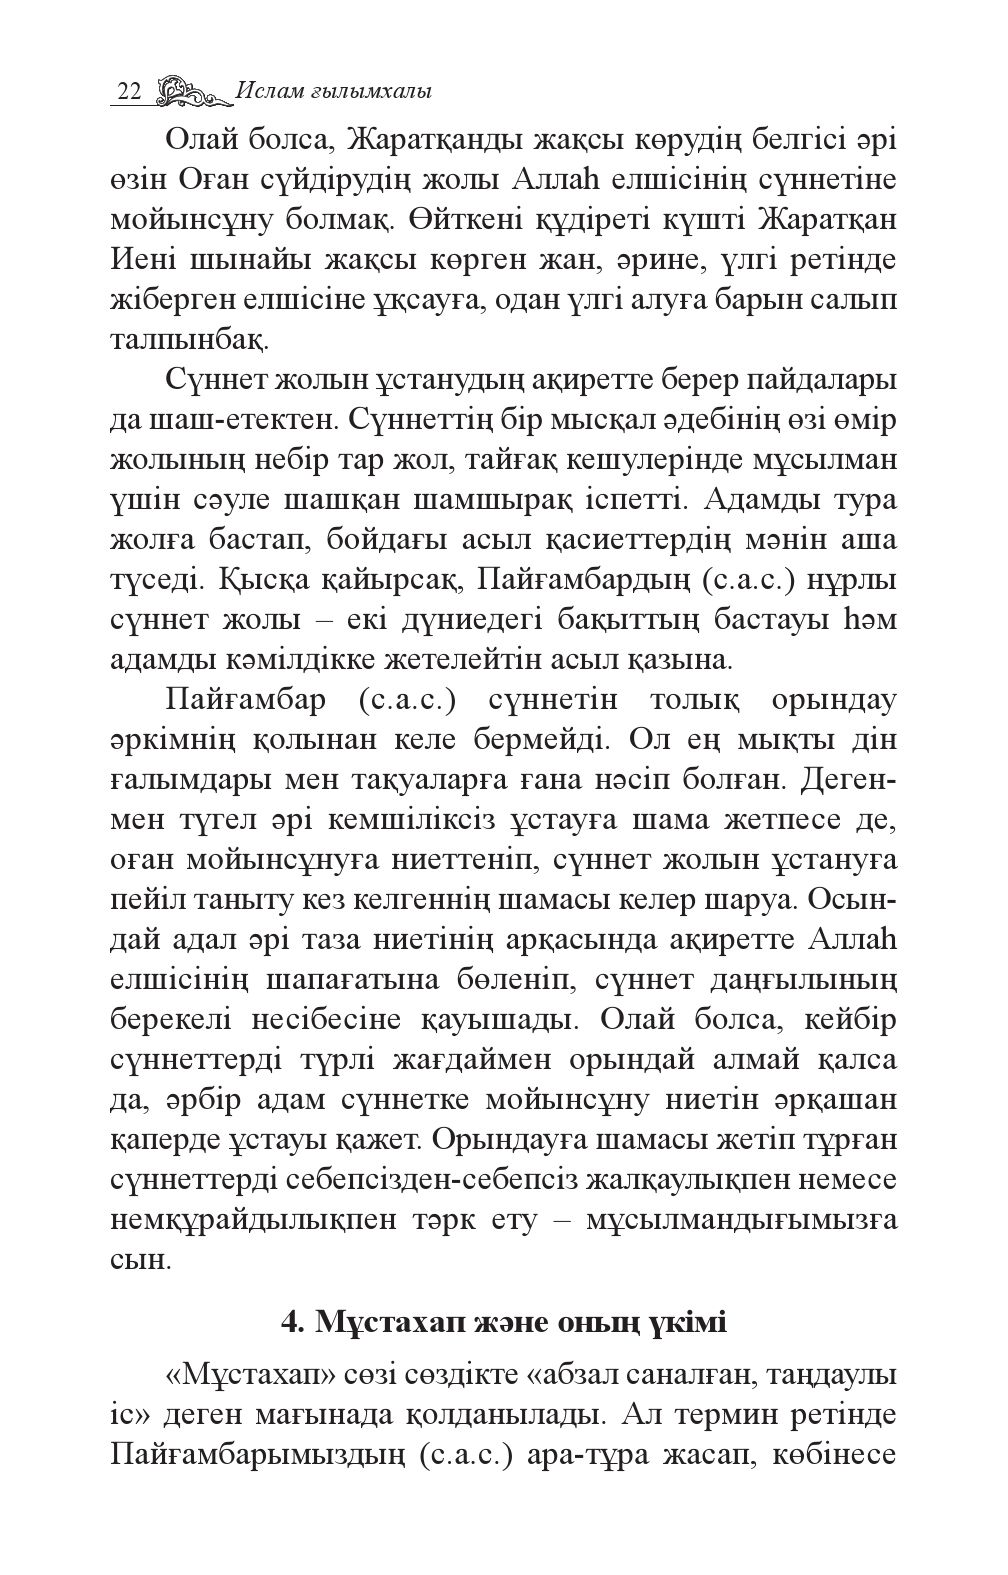 22 Ислам ғылымхалы
Олай болса, Жаратқанды жақсы көрудің белгісі әрі
өзін Оған сүйдірудің жолы Аллаһ елшісінің сүннетіне
мойынсұну болмақ. Өйткені құдіреті күшті Жаратқан
Иені шынайы жақсы көрген жан, әрине, үлгі ретінде
жіберген елшісіне ұқсауға, одан үлгі алуға барын салып
талпынбақ.
Сүннет жолын ұстанудың ақиретте берер пайдалары
да шаш-етектен. Сүннеттің бір мысқал әдебінің өзі өмір
жолының небір тар жол, тайғақ кешулерінде мұсылман
үшін сәуле шашқан шамшырақ іспетті. Адамды тура
жолға бастап, бойдағы асыл қасиеттердің мәнін аша
түседі. Қысқа қайырсақ, Пайғамбардың (с.а.с.) нұрлы
сүннет жолы – екі дүниедегі бақыттың бастауы һәм
адамды кәмілдікке жетелейтін асыл қазына.
Пайғамбар (с.а.с.) сүннетін толық орындау
әркімнің қолынан келе бермейді. Ол ең мықты дін
ғалымдары мен тақуаларға ғана нәсіп болған. Деген-
мен түгел әрі кемшіліксіз ұстауға шама жетпесе де,
оған мойынсұнуға ниеттеніп, сүннет жолын ұстануға
пейіл таныту кез келгеннің шамасы келер шаруа. Осын-
дай адал әрі таза ниетінің арқасында ақиретте Аллаһ
елшісінің шапағатына бөленіп, сүннет даңғылының
берекелі несібесіне қауышады. Олай болса, кейбір
сүннеттерді түрлі жағдаймен орындай алмай қалса
да, әрбір адам сүннетке мойынсұну ниетін әрқашан
қаперде ұстауы қажет. Орындауға шамасы жетіп тұрған
сүннеттерді себепсізден-себепсіз жалқаулықпен немесе
немқұрайдылықпен тәрк ету – мұсылмандығымызға
сын.
4. Мұстахап және оның үкімі
«Мұстахап» сөзі сөздікте «абзал саналған, таңдаулы
іс» деген мағынада қолданылады. Ал термин ретінде
Пайғамбарымыздың (с.а.с.) ара-тұра жасап, көбінесе